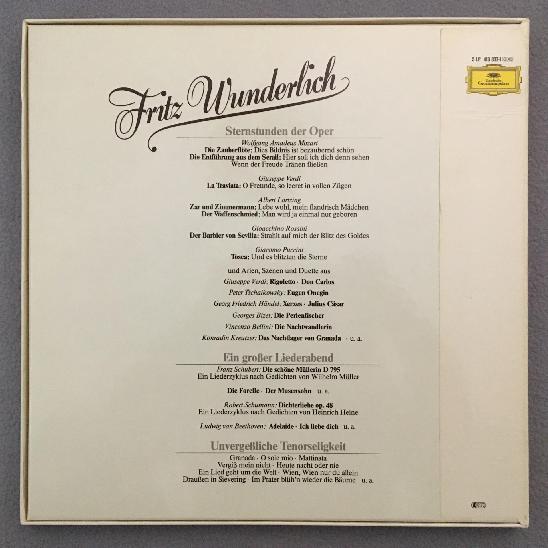 5 LP
Deutsche
Grammophon
Fritz Wunderlich
Sternstunden der Oper
Wolfgang Amadeus Mozart
Die Zauberflöte; Dies Bildnis ist bezaubernd schön
Die Entführung aus dem Serail; Hier soll ich dich denn sehen
Wenn der Freude Tränen fließen
Giuseppe Verdi
La Traviata; O Freunde, so leeret in vollen Zügen
Albert Lortzing
Zar und Zimmermann; Lebe wohl, mein flandrisch Mädchen
Der Waffenschmied; Man wird ja einmal nur geboren
Gioacchino Rossini
Der Barbier von Sevilla; Strahlt auf mich der Blitz des Goldes
Giacomo Puccini
Tosca; Und es blitzten die Sterne
und Arien, Szenen und Duette aus
Giuseppe Verdi; Rigoletto · Don Carlos
Peter Tschaikowsky; Eugen Onegin
Georg Friedrich Händel; Xerxes · Julius Cäsar
Georges Bizet; Die Perlenfischer
Vincenzo Bellini; Die Nachtwandlerin
Konradin Kreutzer; Das Nachtlager von Granada · u. a.
Ein großer Liederabend
Franz Schubert; Die schöne Müllerin D 795
Ein Liederzyklus nach Gedichten von Wilhelm Müller
Die Forelle · Der Musensohn u. a.
Robert Schumann; Dichterliebe op. 48
Ein Liederzyklus nach Gedichten von Heinrich Heine
Ludwig van Beethoven; Adelaide · Ich liebe dich u. a.
Unvergeßliche Tenorseligkeit
Granada · O sole mio · Mattinata
Vergiß mein nicht · Heute nacht oder nie
Ein Lied geht um die Welt · Wien, Wien nur du allein
Draußen in Sievering · Im Prater blüh'n wieder die Bäume u. a.